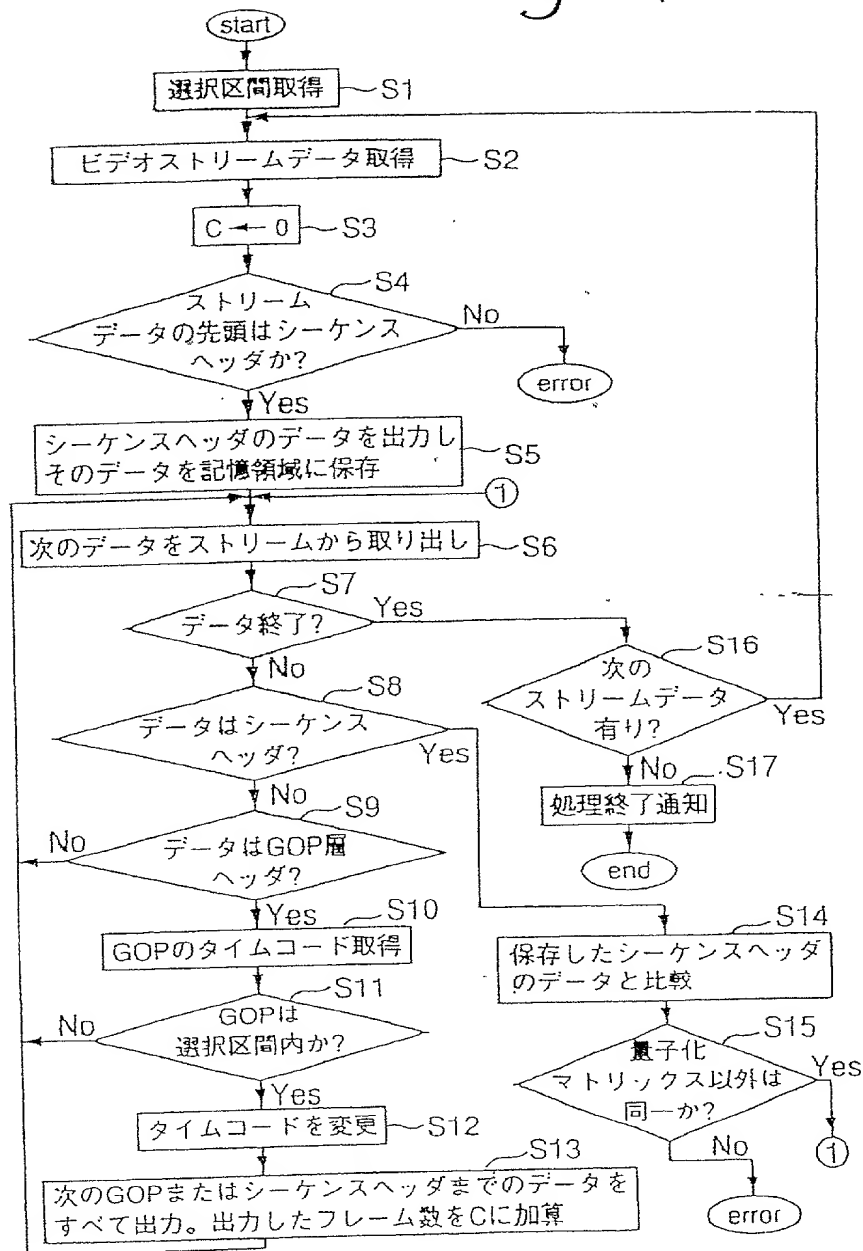 start
選択区間取得
S1
ビデオストリームデータ取得
S2
C ← 0
S3
S4
ストリーム
データの先頭はシーケンス
ヘッダか?
No
error
Yes
シーケンスヘッダのデータを出力し
そのデータを記憶領域に保存
S5
①
次のデータをストリームから取り出し
S6
S7
データ終了?
Yes
No
S16
次の
ストリームデータ
有り?
Yes
No
S17
処理終了通知
end
S8
データはシーケンス
ヘッダ?
Yes
No
S9
データはGOP層
ヘッダ?
No
Yes
S10
GOPのタイムコード取得
S11
GOPは
選択区間内か?
No
Yes
タイムコードを変更
S12
S13
次のGOPまたはシーケンスヘッダまでのデータを
すべて出力。出力したフレーム数をCに加算
S14
保存したシーケンスヘッダ
のデータと比較
S15
量子化
マトリックス以外は
同一か?
Yes
①
No
error